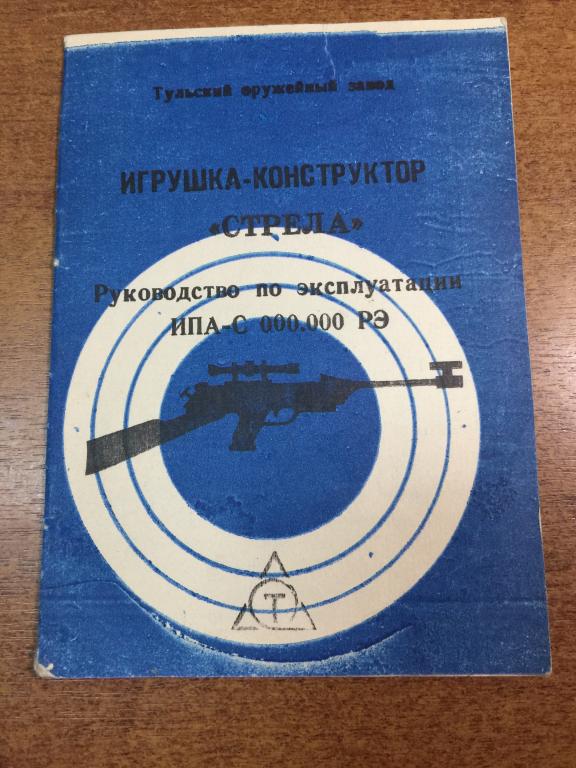 Тульский оружейный завод
ИГРУШКА-КОНСТРУКТОР
«СТРЕЛА»
Руководство по эксплуатации
ИПА-С 000.000 РЭ
Т